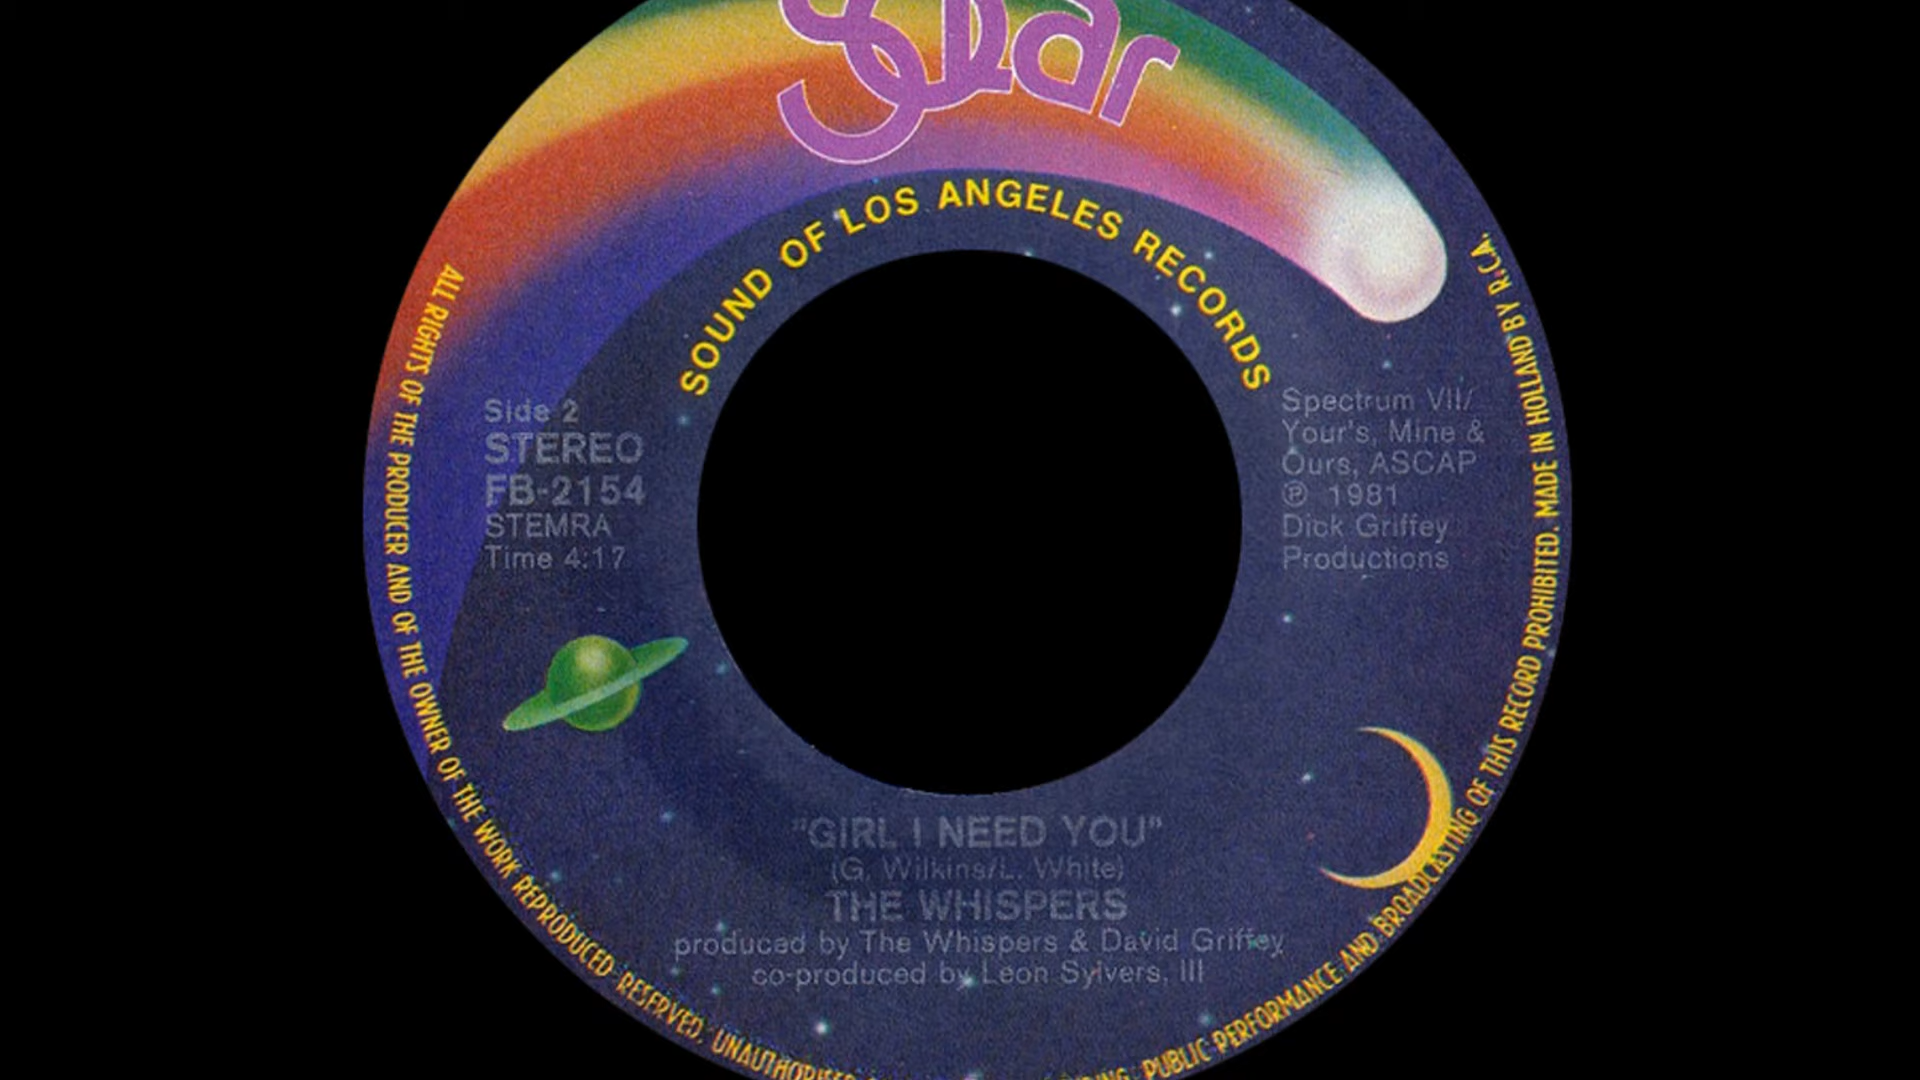 Solar
SOUND OF LOS ANGELES RECORDS
Side 2
STEREO
FB-2154
STEMRA
Time 4:17
Spectrum VII/
Your's, Mine &
Ours, ASCAP
℗ 1981
Dick Griffey
Productions
"GIRL I NEED YOU"
(G. Wilkins/L. White)
THE WHISPERS
produced by The Whispers & David Griffey
co-produced by Leon Sylvers, III
ALL RIGHTS OF THE PRODUCER AND OF THE OWNER OF THE WORK REPRODUCED RESERVED. UNAUTHORISED PUBLIC PERFORMANCE AND BROADCASTING OF THIS RECORD PROHIBITED. MADE IN HOLLAND BY R.C.A.